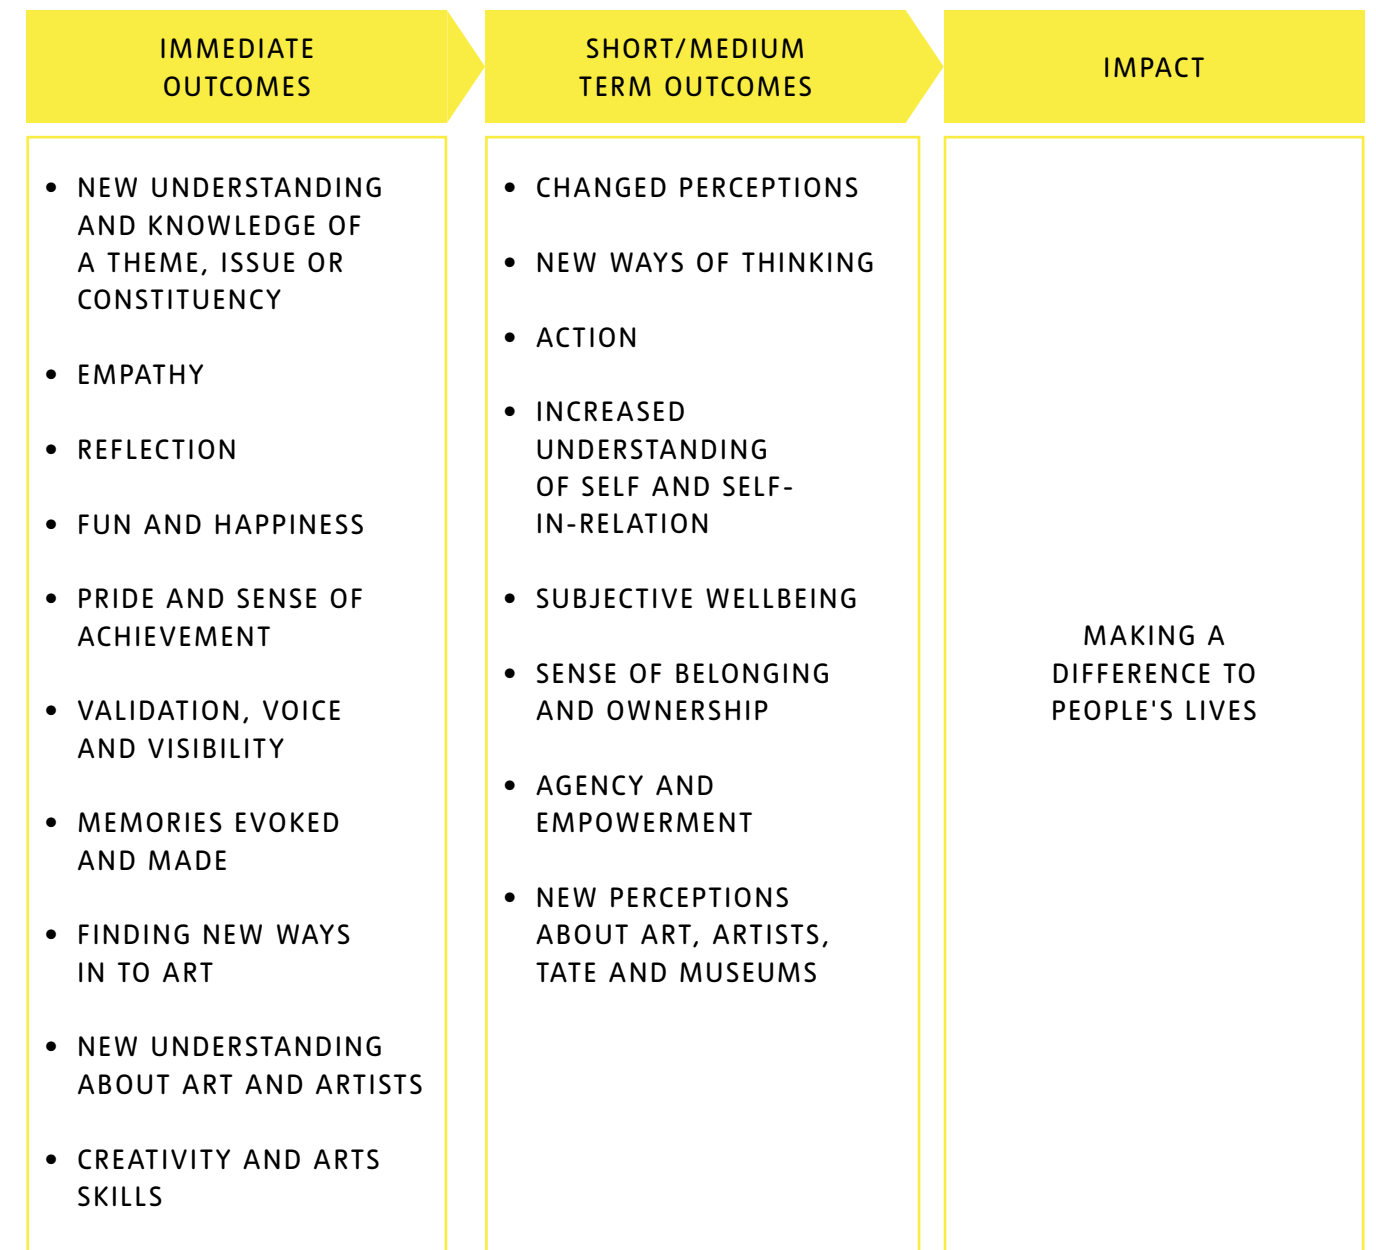 IMMEDIATE
OUTCOMES
SHORT/MEDIUM
TERM OUTCOMES
IMPACT
• NEW UNDERSTANDING
AND KNOWLEDGE OF
A THEME, ISSUE OR
CONSTITUENCY
• EMPATHY
• REFLECTION
• FUN AND HAPPINESS
• PRIDE AND SENSE OF
ACHIEVEMENT
• VALIDATION, VOICE
AND VISIBILITY
• MEMORIES EVOKED
AND MADE
• FINDING NEW WAYS
IN TO ART
• NEW UNDERSTANDING
ABOUT ART AND ARTISTS
• CREATIVITY AND ARTS
SKILLS
• CHANGED PERCEPTIONS
• NEW WAYS OF THINKING
• ACTION
• INCREASED
UNDERSTANDING
OF SELF AND SELF-
IN-RELATION
• SUBJECTIVE WELLBEING
• SENSE OF BELONGING
AND OWNERSHIP
• AGENCY AND
EMPOWERMENT
• NEW PERCEPTIONS
ABOUT ART, ARTISTS,
TATE AND MUSEUMS
MAKING A
DIFFERENCE TO
PEOPLE'S LIVES